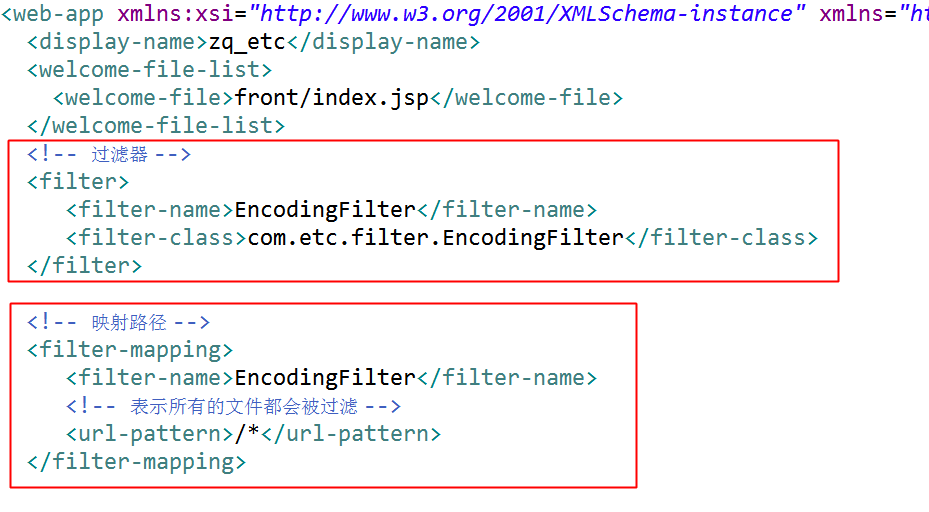 <web-app xmlns:xsi="http://www.w3.org/2001/XMLSchema-instance" xmlns="ht
<display-name>zq_etc</display-name>
<welcome-file-list>
<welcome-file>front/index.jsp</welcome-file>
</welcome-file-list>
<!-- 过滤器 -->
<filter>
<filter-name>EncodingFilter</filter-name>
<filter-class>com.etc.filter.EncodingFilter</filter-class>
</filter>
<!-- 映射路径 -->
<filter-mapping>
<filter-name>EncodingFilter</filter-name>
<!-- 表示所有的文件都会被过滤 -->
<url-pattern>/*</url-pattern>
</filter-mapping>